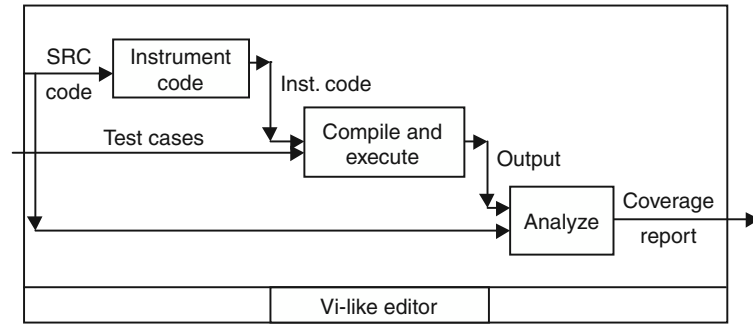 SRC
code
Instrument
code
Inst. code
Test cases
Compile and
execute
Output
Analyze
Coverage
report
Vi-like editor